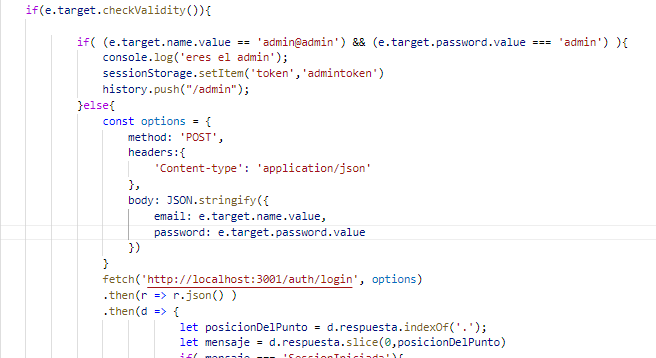 if(e.target.checkValidity()){
if( (e.target.name.value == 'admin@admin') && (e.target.password.value === 'admin') ){
console.log('eres el admin');
sessionStorage.setItem('token','admintoken')
history.push("/admin");
}else{
const options = {
method: 'POST',
headers:{
'Content-type': 'application/json'
},
body: JSON.stringify({
email: e.target.name.value,
password: e.target.password.value
})
}
fetch('http://localhost:3001/auth/login', options)
.then(r => r.json() )
.then(d => {
let posicionDelPunto = d.respuesta.indexOf('.');
let mensaje = d.respuesta.slice(0,posicionDelPunto)
if( mensaje === 'SessionIniciada'){